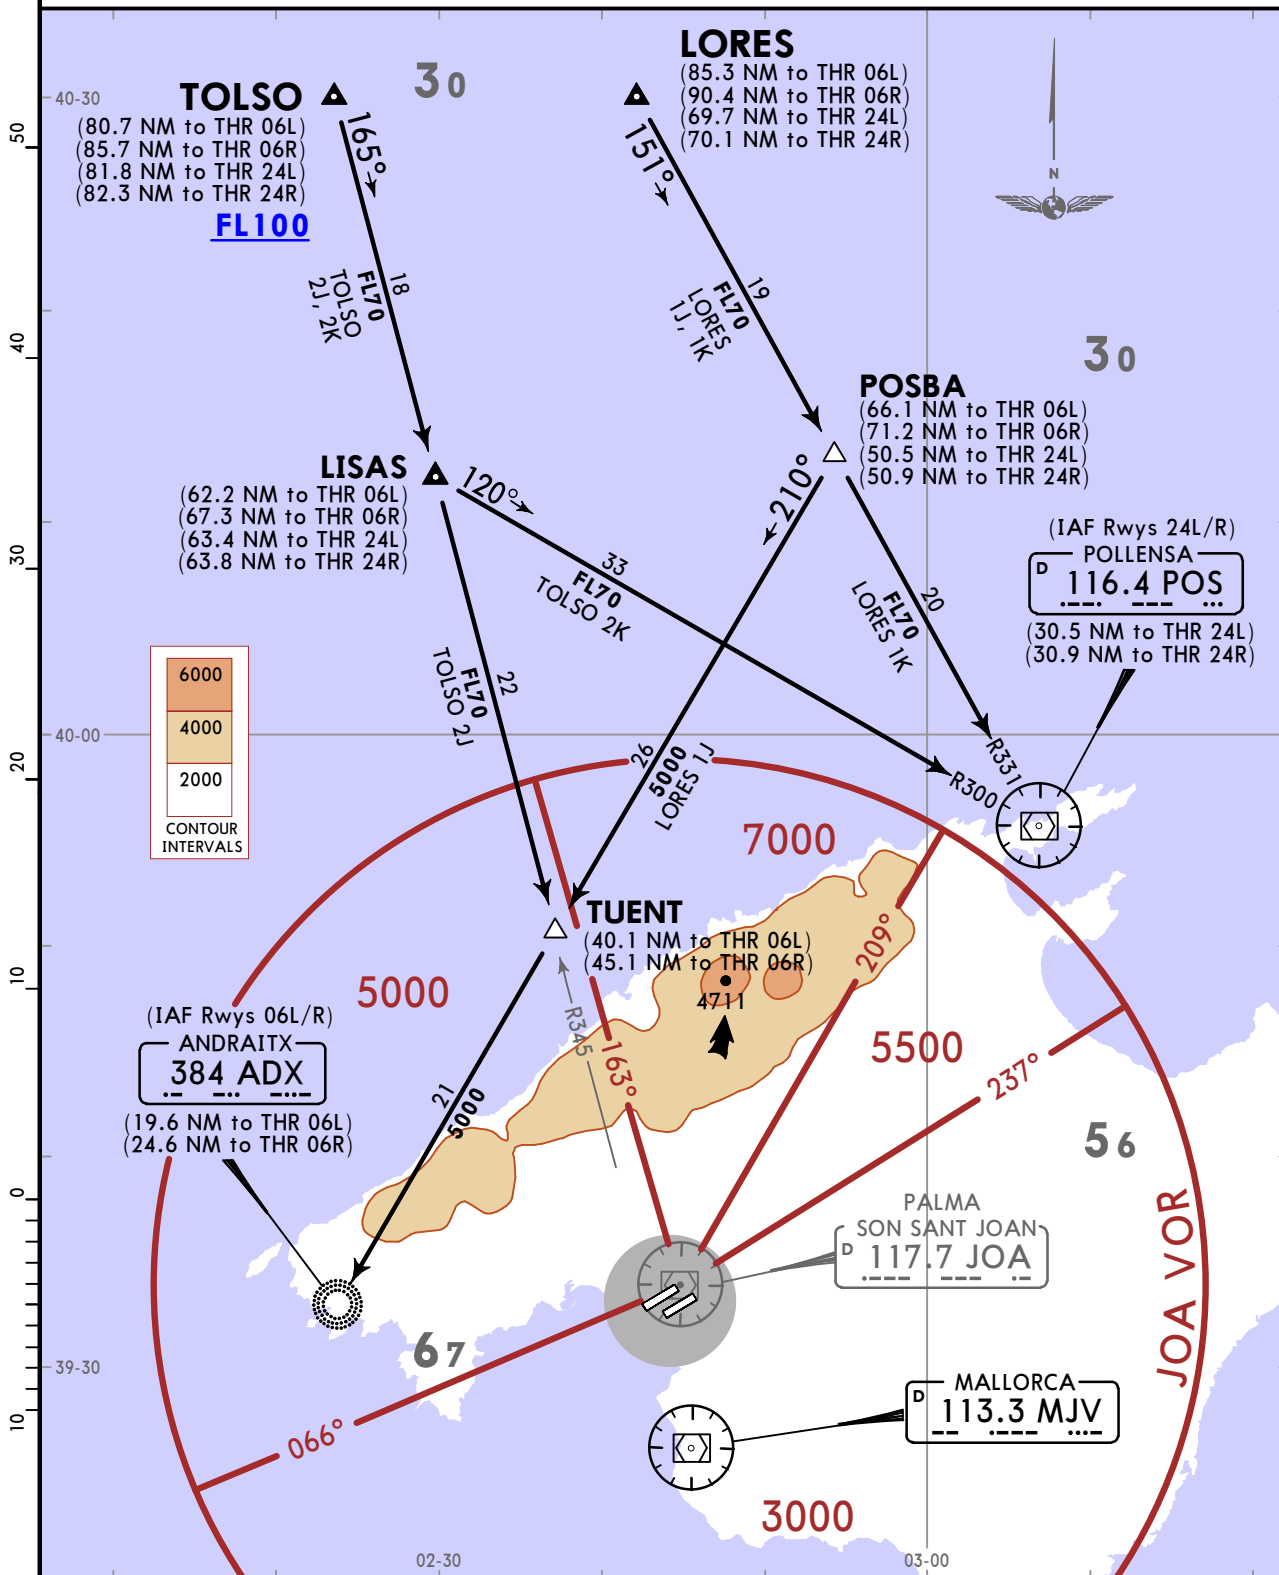 LORES
(85.3 NM to THR 06L)
(90.4 NM to THR 06R)
(69.7 NM to THR 24L)
(70.1 NM to THR 24R)
30
TOLSO
(80.7 NM to THR 06L)
(85.7 NM to THR 06R)
(81.8 NM to THR 24L)
(82.3 NM to THR 24R)
FL100
40-30
50
165°
151°
N
18
FL70
TOLSO
2J, 2K
19
FL70
LORES
1J, 1K
40
30
POSBA
(66.1 NM to THR 06L)
(71.2 NM to THR 06R)
(50.5 NM to THR 24L)
(50.9 NM to THR 24R)
LISAS
(62.2 NM to THR 06L)
(67.3 NM to THR 06R)
(63.4 NM to THR 24L)
(63.8 NM to THR 24R)
120°
210°
30
33
FL70
TOLSO 2K
20
FL70
LORES 1K
(IAF Rwys 24L/R)
POLLENSA
D 116.4 POS
(30.5 NM to THR 24L)
(30.9 NM to THR 24R)
6000
4000
2000
CONTOUR
INTERVALS
22
FL70
TOLSO 2J
40-00
20
26
5000
LORES 1J
R331
R300
7000
TUENT
(40.1 NM to THR 06L)
(45.1 NM to THR 06R)
209°
10
5000
4711
R345
163°
5500
237°
(IAF Rwys 06L/R)
ANDRAITX
384 ADX
(19.6 NM to THR 06L)
(24.6 NM to THR 06R)
21
5000
56
0
PALMA
SON SANT JOAN
D 117.7 JOA
JOA VOR
67
39-30
MALLORCA
D 113.3 MJV
10
066°
3000
02-30
03-00